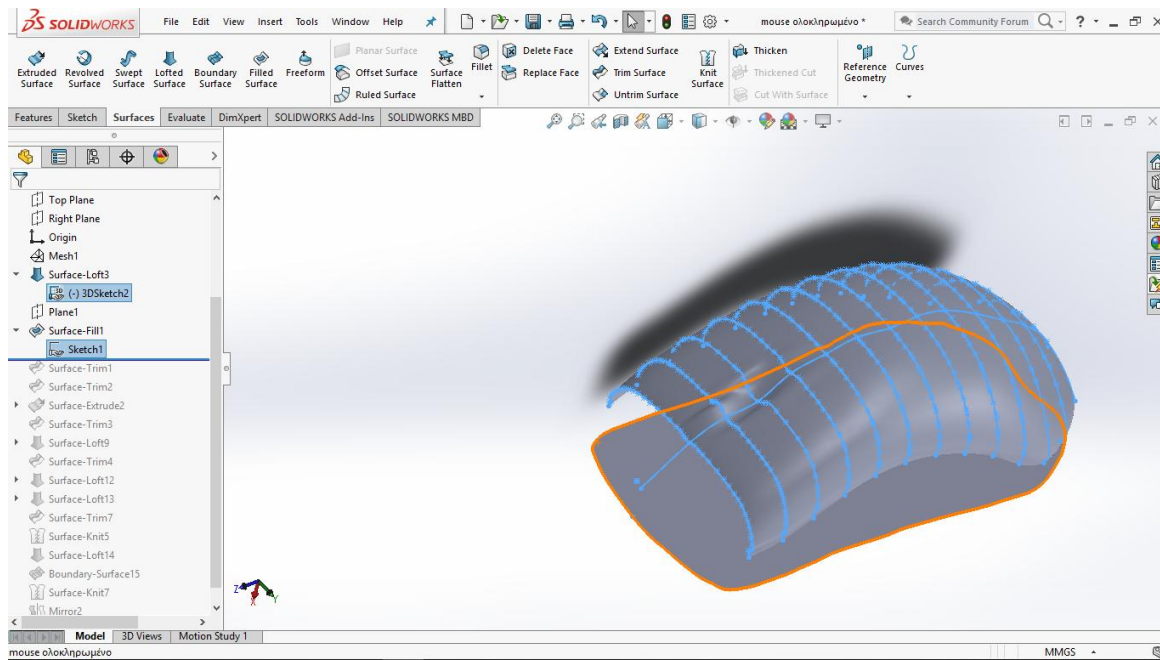 SOLIDWORKS File Edit View Insert Tools Window Help mouse ολοκληρωμένο * Search Community Forum
Extruded Surface
Revolved Surface
Swept Surface
Lofted Surface
Boundary Surface
Filled Surface
Freeform
Planar Surface
Offset Surface
Ruled Surface
Surface Flatten
Fillet
Delete Face
Replace Face
Extend Surface
Trim Surface
Untrim Surface
Knit Surface
Thicken
Thickened Cut
Cut With Surface
Reference Geometry
Curves
Features Sketch Surfaces Evaluate DimXpert SOLIDWORKS Add-Ins SOLIDWORKS MBD
Top Plane
Right Plane
Origin
Mesh1
Surface-Loft3
(-) 3DSketch2
Plane1
Surface-Fill1
Sketch1
Surface-Trim1
Surface-Trim2
Surface-Extrude2
Surface-Trim3
Surface-Loft9
Surface-Trim4
Surface-Loft12
Surface-Loft13
Surface-Trim7
Surface-Knit5
Surface-Loft14
Boundary-Surface15
Surface-Knit7
Mirror2
Z X Y
Model 3D Views Motion Study 1
mouse ολοκληρωμένο MMGS